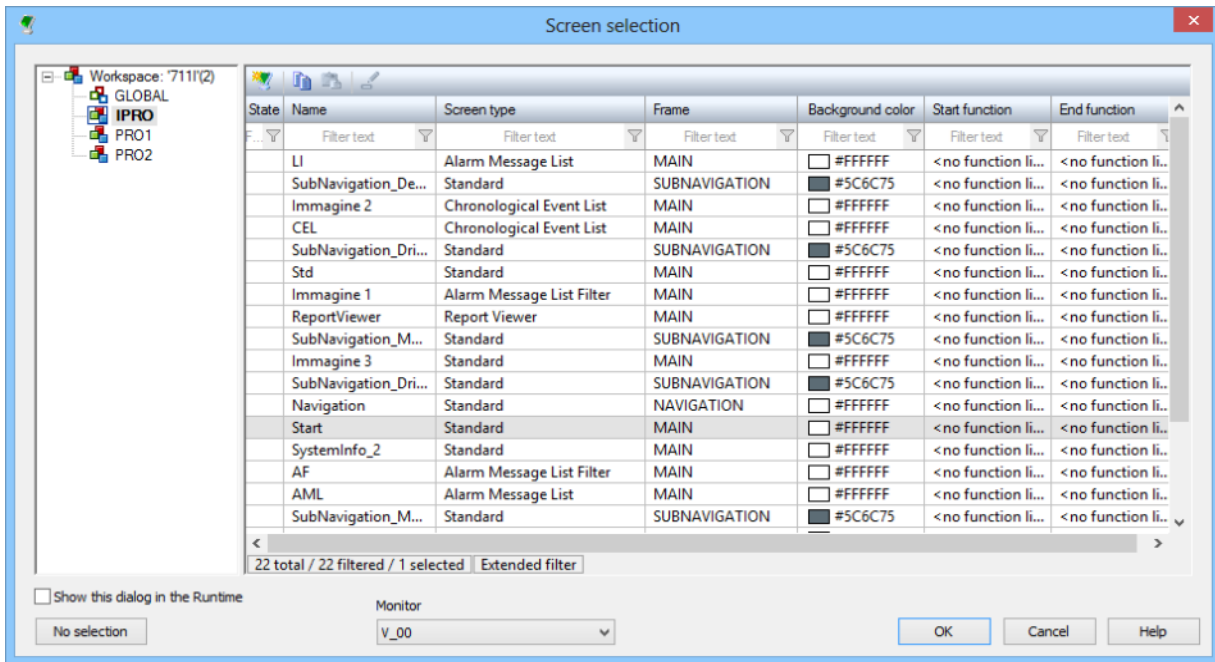 Screen selection
Workspace: '711I'(2)
GLOBAL
IPRO
PRO1
PRO2
State Name Screen type Frame Background color Start function End function
F... Filter text Filter text Filter text Filter text Filter text Filter text
LI Alarm Message List MAIN #FFFFFF <no function li... <no function li..
SubNavigation_De... Standard SUBNAVIGATION #5C6C75 <no function li... <no function li..
Immagine 2 Chronological Event List MAIN #FFFFFF <no function li... <no function li..
CEL Chronological Event List MAIN #FFFFFF <no function li... <no function li..
SubNavigation_Dri... Standard SUBNAVIGATION #5C6C75 <no function li... <no function li..
Std Standard MAIN #FFFFFF <no function li... <no function li..
Immagine 1 Alarm Message List Filter MAIN #FFFFFF <no function li... <no function li..
ReportViewer Report Viewer MAIN #FFFFFF <no function li... <no function li..
SubNavigation_M... Standard SUBNAVIGATION #5C6C75 <no function li... <no function li..
Immagine 3 Standard MAIN #FFFFFF <no function li... <no function li..
SubNavigation_Dri... Standard SUBNAVIGATION #5C6C75 <no function li... <no function li..
Navigation Standard NAVIGATION #FFFFFF <no function li... <no function li..
Start Standard MAIN #FFFFFF <no function li... <no function li..
SystemInfo_2 Standard MAIN #FFFFFF <no function li... <no function li..
AF Alarm Message List Filter MAIN #FFFFFF <no function li... <no function li..
AML Alarm Message List MAIN #FFFFFF <no function li... <no function li..
SubNavigation_M... Standard SUBNAVIGATION #5C6C75 <no function li... <no function li..
22 total / 22 filtered / 1 selected Extended filter
Show this dialog in the Runtime
Monitor
No selection V_00 OK Cancel Help